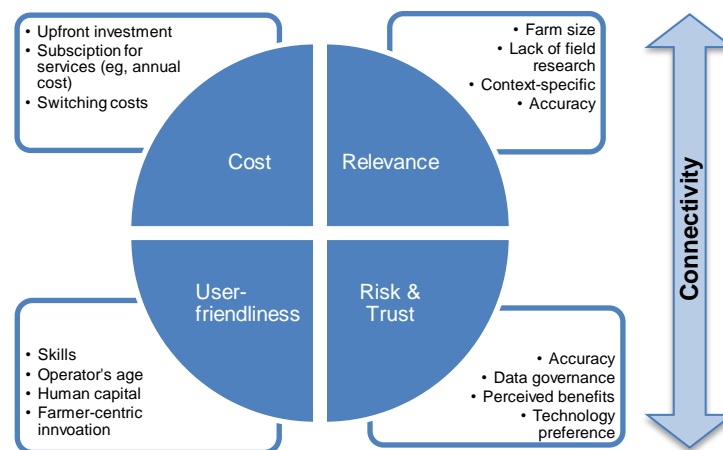 • Upfront investment
• Subsciption for
services (eg, annual
cost)
• Switching costs
• Farm size
• Lack of field
research
• Context-specific
• Accuracy
Cost
Relevance
User-
friendliness
Risk &
Trust
• Skills
• Operator's age
• Human capital
• Farmer-centric
innvoation
• Accuracy
• Data governance
• Perceived benefits
• Technology
preference
Connectivity